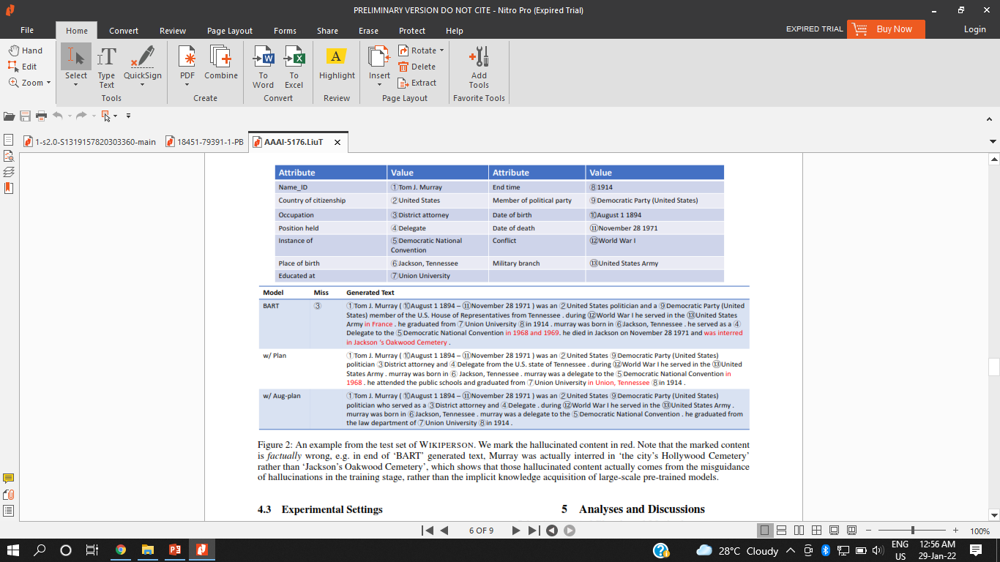 PRELIMINARY VERSION DO NOT CITE - Nitro Pro (Expired Trial)
File Home Convert Review Page Layout Forms Share Erase Protect Help EXPIRED TRIAL Buy Now Login
Hand
Edit
Zoom
Select
Type Text
QuickSign
Tools
PDF
Combine
Create
To Word
To Excel
Convert
A
Highlight
Review
Insert
Rotate
Delete
Extract
Page Layout
Add Tools
Favorite Tools
1-s2.0-S1319157820303360-main 18451-79391-1-PB AAAI-5176.LiuT
Attribute Value Attribute Value
Name_ID ①Tom J. Murray End time ⑧1914
Country of citizenship ②United States Member of political party ⑨Democratic Party (United States)
Occupation ③District attorney Date of birth ⑩August 1 1894
Position held ④Delegate Date of death ⑪November 28 1971
Instance of ⑤Democratic National Conflict ⑫World War I
Convention
Place of birth ⑥Jackson, Tennessee Military branch ⑬United States Army
Educated at ⑦Union University
Model Miss Generated Text
BART ③ ①Tom J. Murray ( ⑩August 1 1894 – ⑪November 28 1971 ) was an ②United States politician and a ⑨Democratic Party (United
States) member of the U.S. House of Representatives from Tennessee . during ⑫World War I he served in the ⑬United States
Army in France . he graduated from ⑦Union University ⑧in 1914 . murray was born in ⑥Jackson, Tennessee . he served as a ④
Delegate to the ⑤Democratic National Convention in 1968 and 1969. he died in Jackson on November 28 1971 and was interred
in Jackson 's Oakwood Cemetery .
w/ Plan ①Tom J. Murray ( ⑩August 1 1894 – ⑪November 28 1971 ) was an ②United States ⑨Democratic Party (United States)
politician ③District attorney and ④Delegate from the U.S. state of Tennessee . during ⑫World War I he served in the ⑬United
States Army . murray was born in ⑥ Jackson, Tennessee . murray was a delegate to the ⑤Democratic National Convention in
1968 . he attended the public schools and graduated from ⑦Union University in Union, Tennessee ⑧in 1914 .
w/ Aug-plan ①Tom J. Murray ( ⑩August 1 1894 – ⑪November 28 1971 ) was an ②United States ⑨Democratic Party (United States)
politician who served as a ③District attorney and ④Delegate . during ⑫World War I he served in the ⑬United States Army .
murray was born in ⑥Jackson, Tennessee . murray was a delegate to the ⑤Democratic National Convention . he graduated from
the law department of ⑦Union University ⑧in 1914 .
Figure 2: An example from the test set of WIKIPERSON. We mark the hallucinated content in red. Note that the marked content
is factually wrong, e.g. in end of ‘BART’ generated text, Murray was actually interred in ‘the city’s Hollywood Cemetery’
rather than ‘Jackson’s Oakwood Cemetery’, which shows that those hallucinated content actually comes from the misguidance
of hallucinations in the training stage, rather than the implicit knowledge acquisition of large-scale pre-trained models.
4.3 Experimental Settings
5 Analyses and Discussions
6 OF 9
100%
28°C Cloudy
ENG
US
12:56 AM
29-Jan-22